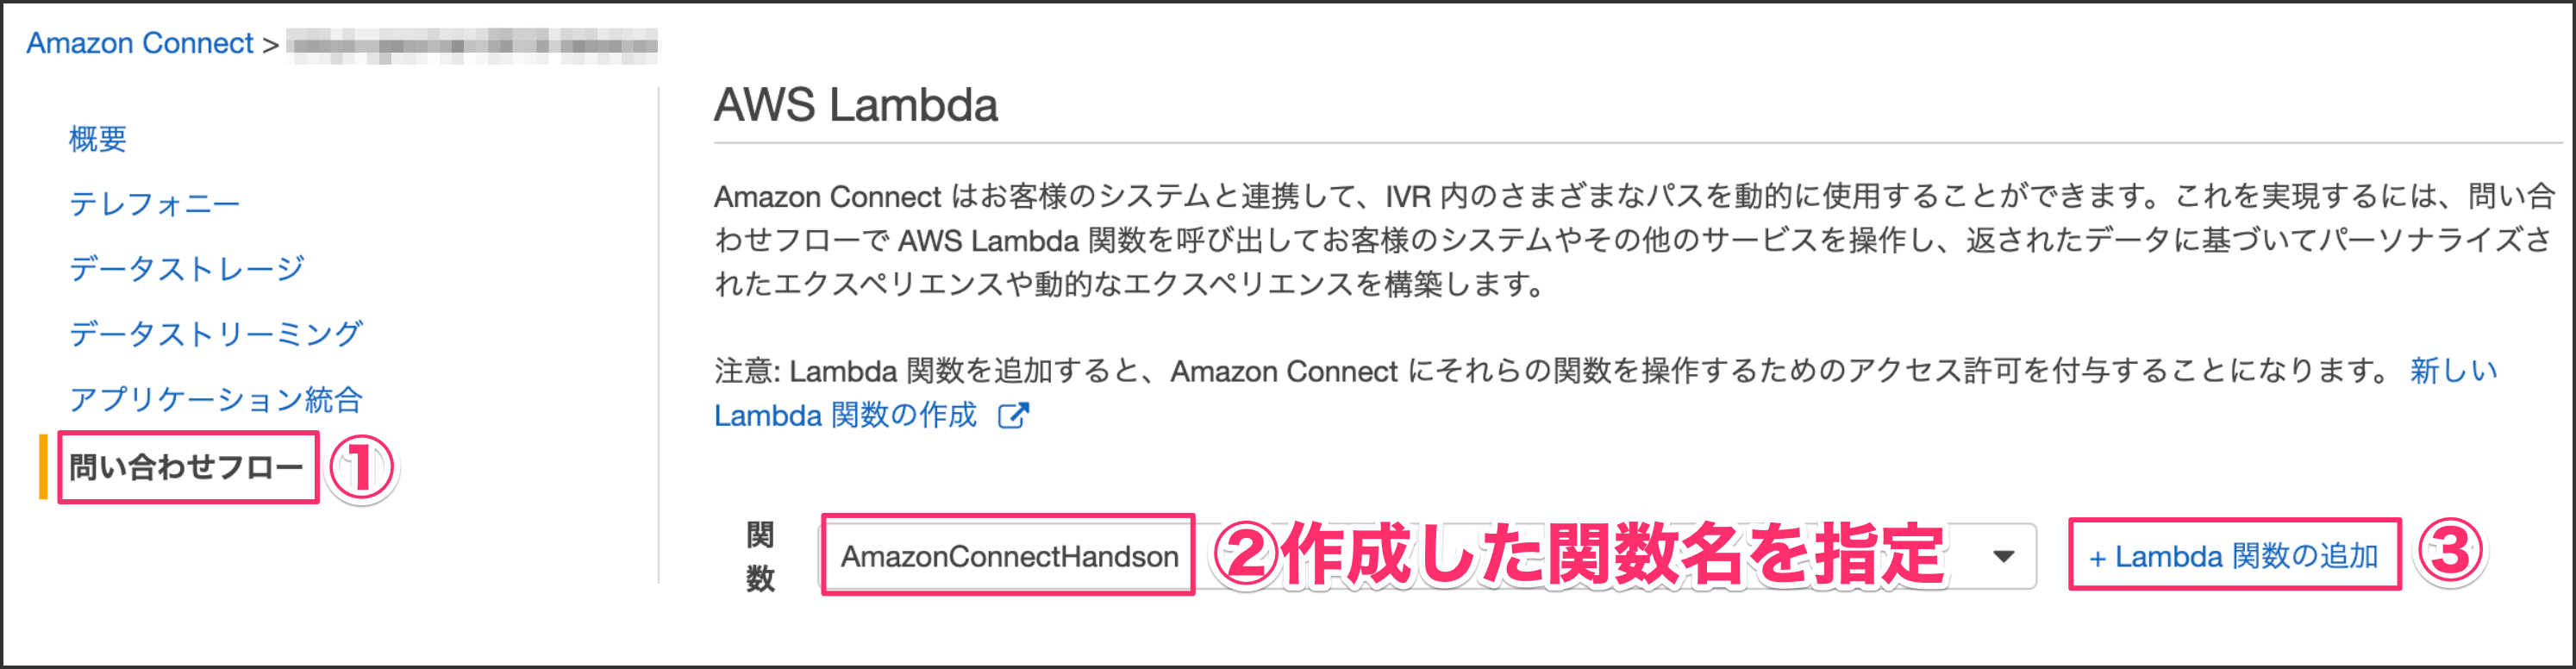 Amazon Connect >
概要
テレフォニー
データストレージ
データストリーミング
アプリケーション統合
問い合わせフロー ①
AWS Lambda
Amazon Connect はお客様のシステムと連携して、IVR 内のさまざまなパスを動的に使用することができます。これを実現するには、問い合
わせフローで AWS Lambda 関数を呼び出してお客様のシステムやその他のサービスを操作し、返されたデータに基づいてパーソナライズさ
れたエクスペリエンスや動的なエクスペリエンスを構築します。
注意: Lambda 関数を追加すると、Amazon Connect にそれらの関数を操作するためのアクセス許可を付与することになります。 新しい
Lambda 関数の作成
関
数
AmazonConnectHandson ②作成した関数名を指定 + Lambda 関数の追加 ③